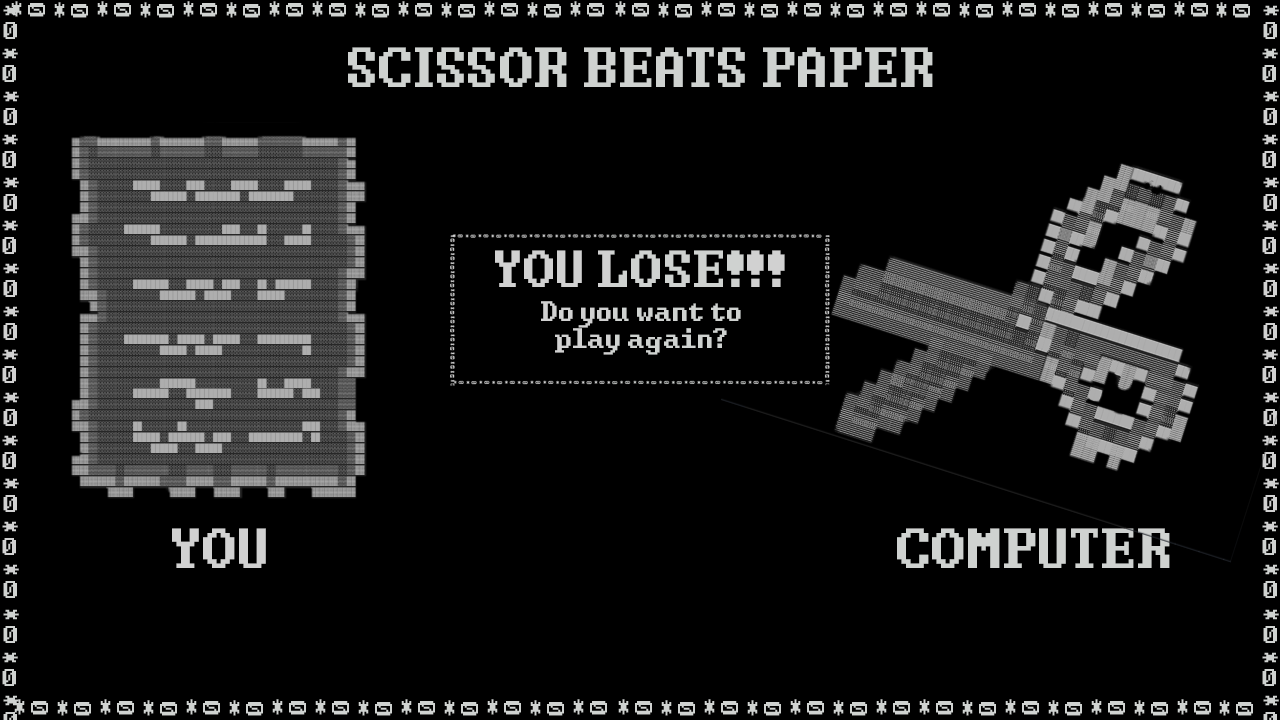 SCISSOR BEATS PAPER
YOU LOSE!!!
Do you want to
play again?
YOU
COMPUTER